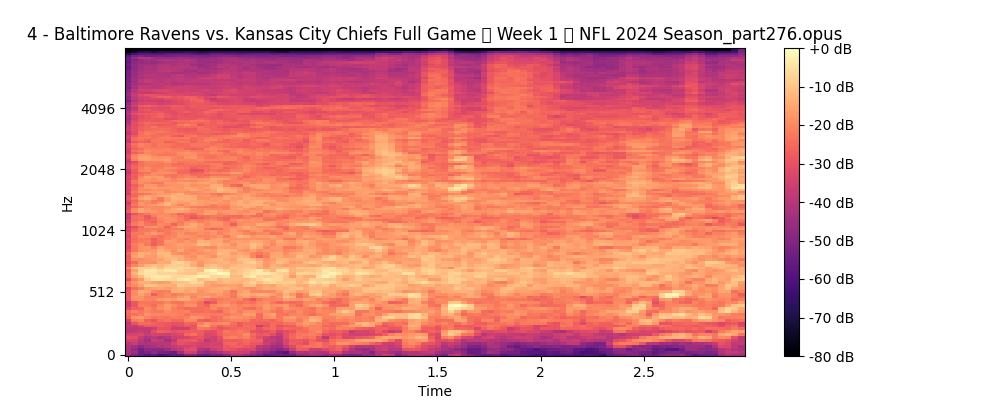 4 - Baltimore Ravens vs. Kansas City Chiefs Full Game ▯ Week 1 ▯ NFL 2024 Season_part276.opus
+0 dB
-10 dB
-20 dB
-30 dB
-40 dB
-50 dB
-60 dB
-70 dB
-80 dB
Hz
4096
2048
1024
512
0
0
0.5
1
1.5
2
2.5
Time